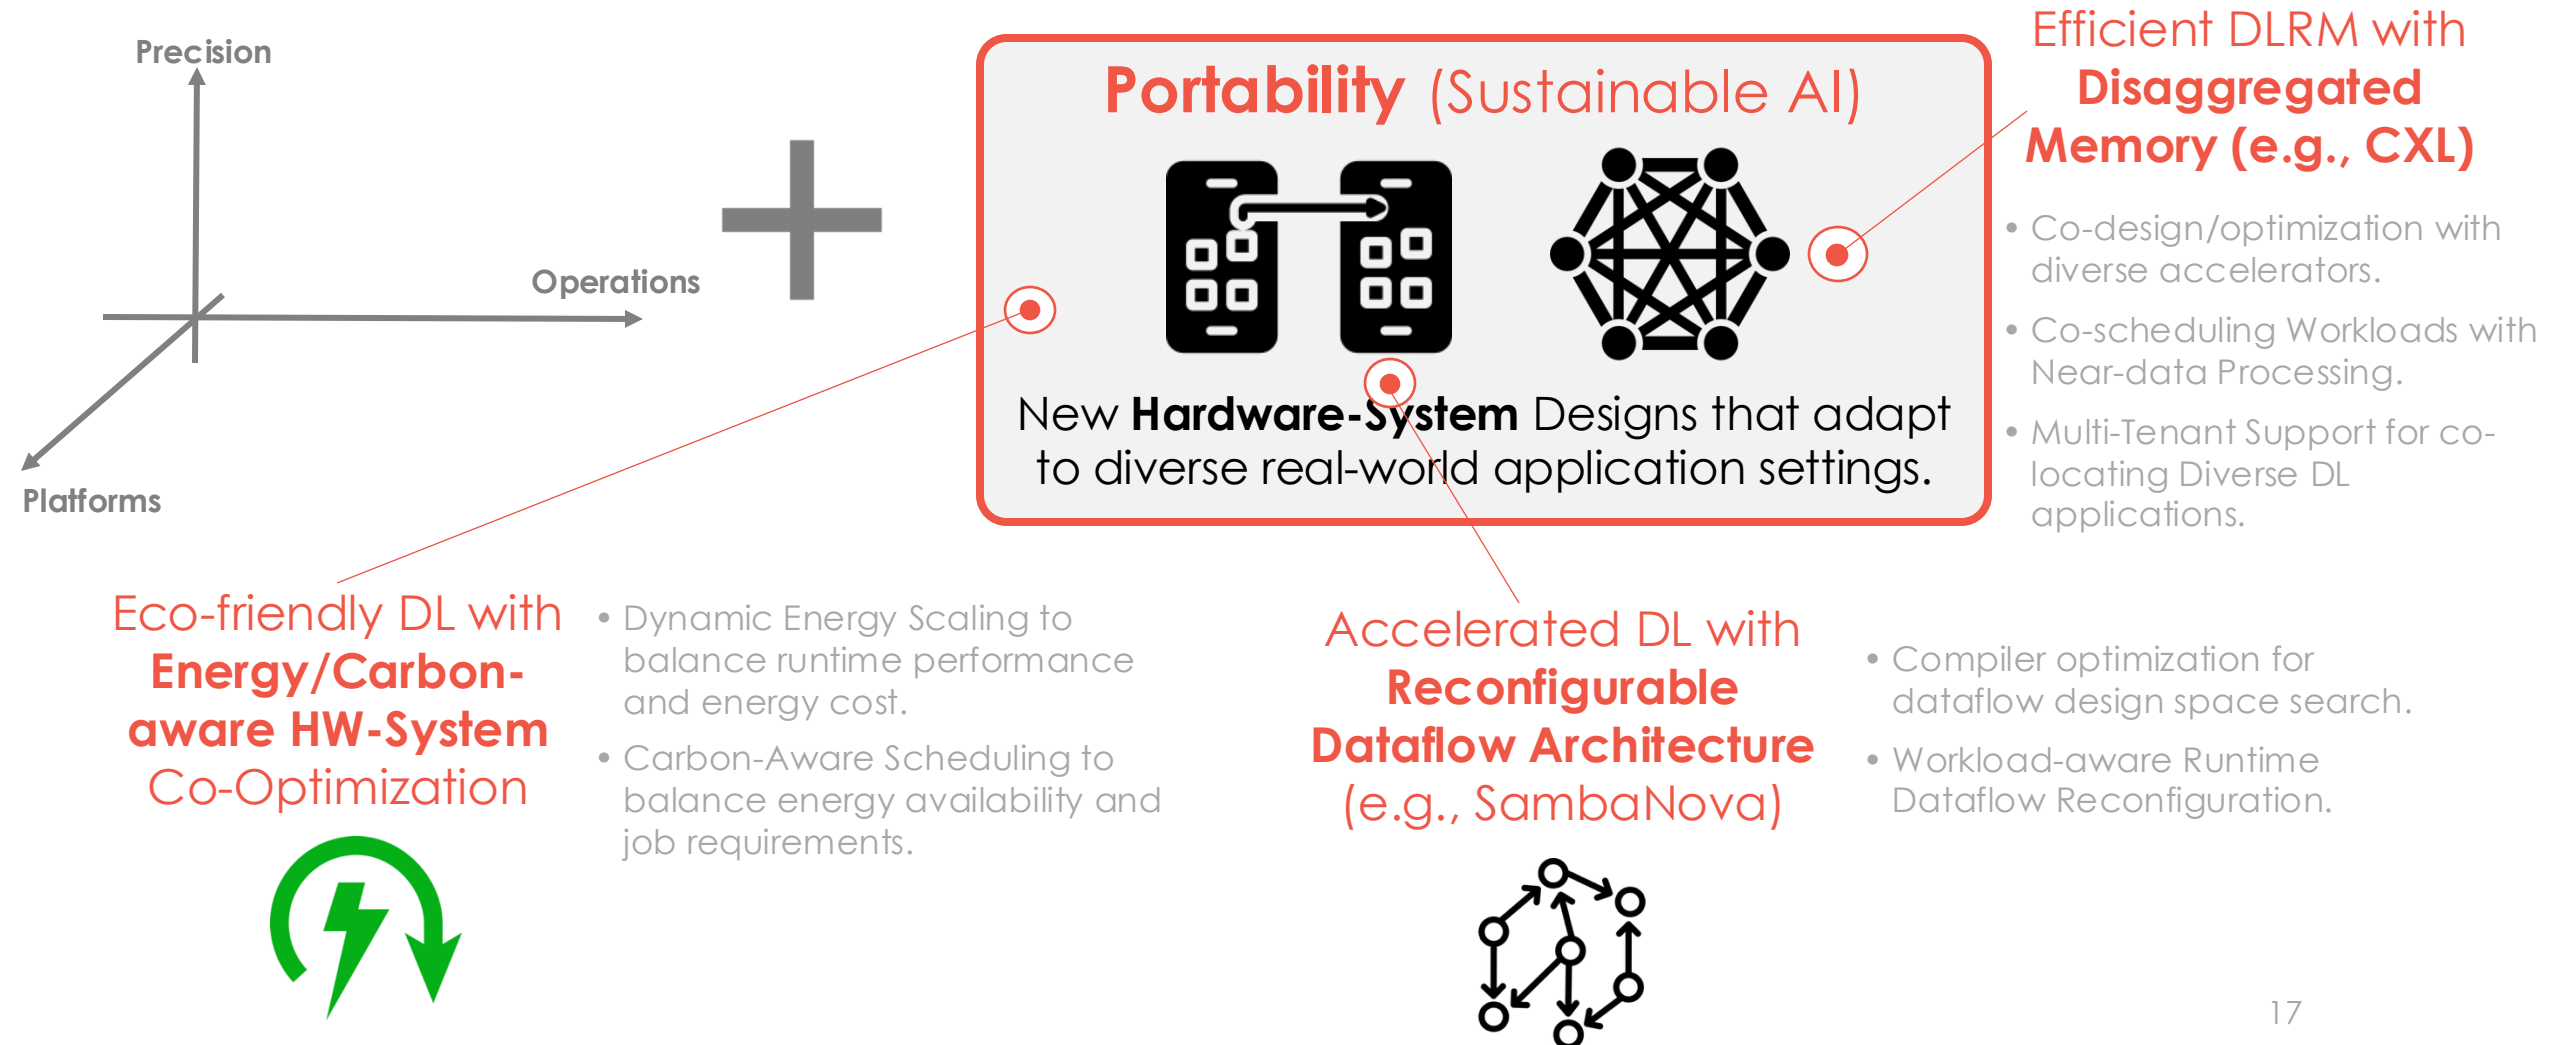 Precision
Operations
Platforms
Portability (Sustainable AI)
New Hardware-System Designs that adapt
to diverse real-world application settings.
Efficient DLRM with
Disaggregated
Memory (e.g., CXL)
• Co-design/optimization with
diverse accelerators.
• Co-scheduling Workloads with
Near-data Processing.
• Multi-Tenant Support for co-
locating Diverse DL
applications.
Eco-friendly DL with
Energy/Carbon-
aware HW-System
Co-Optimization
• Dynamic Energy Scaling to
balance runtime performance
and energy cost.
• Carbon-Aware Scheduling to
balance energy availability and
job requirements.
Accelerated DL with
Reconfigurable
Dataflow Architecture
(e.g., SambaNova)
• Compiler optimization for
dataflow design space search.
• Workload-aware Runtime
Dataflow Reconfiguration.
17